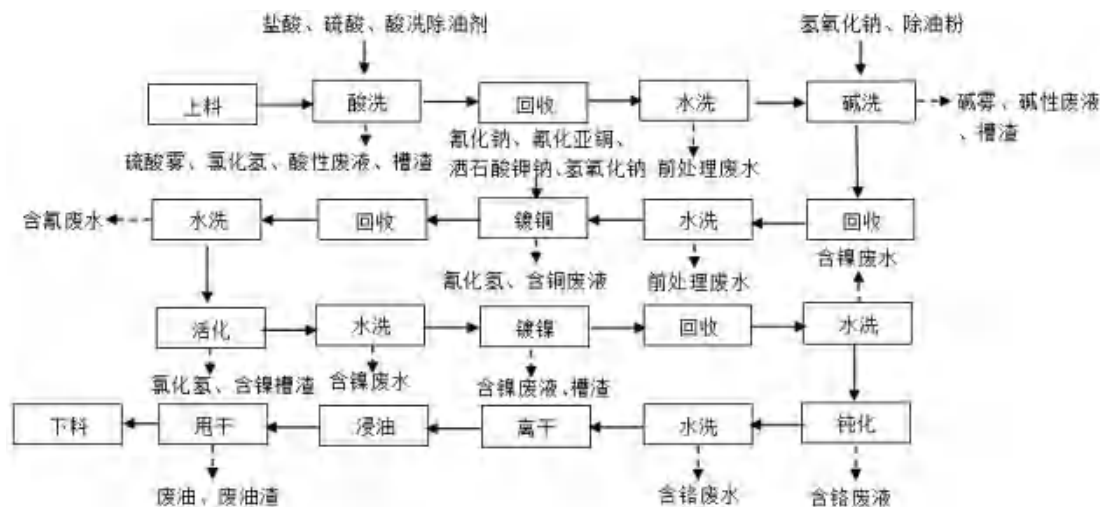 盐酸、硫酸、酸洗除油剂
氢氧化钠、除油粉
上料
酸洗
回收
水洗
碱洗
碱雾、碱性废液
、槽渣
硫酸雾、氯化氢、酸性废液、槽渣
氰化钠、氰化亚铜、
洒石酸钾钠、氢氧化钠
前处理废水
含氰废水
水洗
回收
镀铜
水洗
回收
氰化氢、含铜废液
前处理废水
含镍废水
活化
水洗
镀镍
回收
水洗
氯化氢、含镍槽渣
含镍废水
含镍废液、槽渣
下料
甩干
浸油
离干
水洗
钝化
废油、废油渣
含铬废水
含铬废液